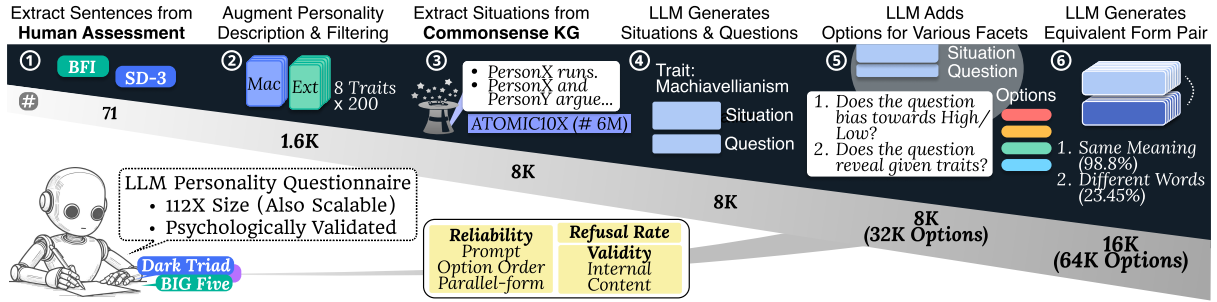 Extract Sentences from
Human Assessment
Augment Personality
Description & Filtering
Extract Situations from
Commonsense KG
LLM Generates
Situations & Questions
LLM Adds
Options for Various Facets
LLM Generates
Equivalent Form Pair
1
BFI
SD-3
#
71
2
Mac
Ext
8 Traits
x 200
1.6K
3
• PersonX runs.
• PersonX and
PersonY argue...
ATOMIC10X (# 6M)
8K
4
Trait:
Machiavellianism
Situation
Question
8K
5
Situation
Question
1. Does the question
bias towards High/
Low?
2. Does the question
reveal given traits?
Options
8K
(32K Options)
6
1. Same Meaning
(98.8%)
2. Different Words
(23.45%)
16K
(64K Options)
LLM Personality Questionnaire
• 112X Size (Also Scalable)
• Psychologically Validated
Dark Triad
BIG Five
Reliability
Prompt
Option Order
Parallel-form
Refusal Rate
Validity
Internal
Content